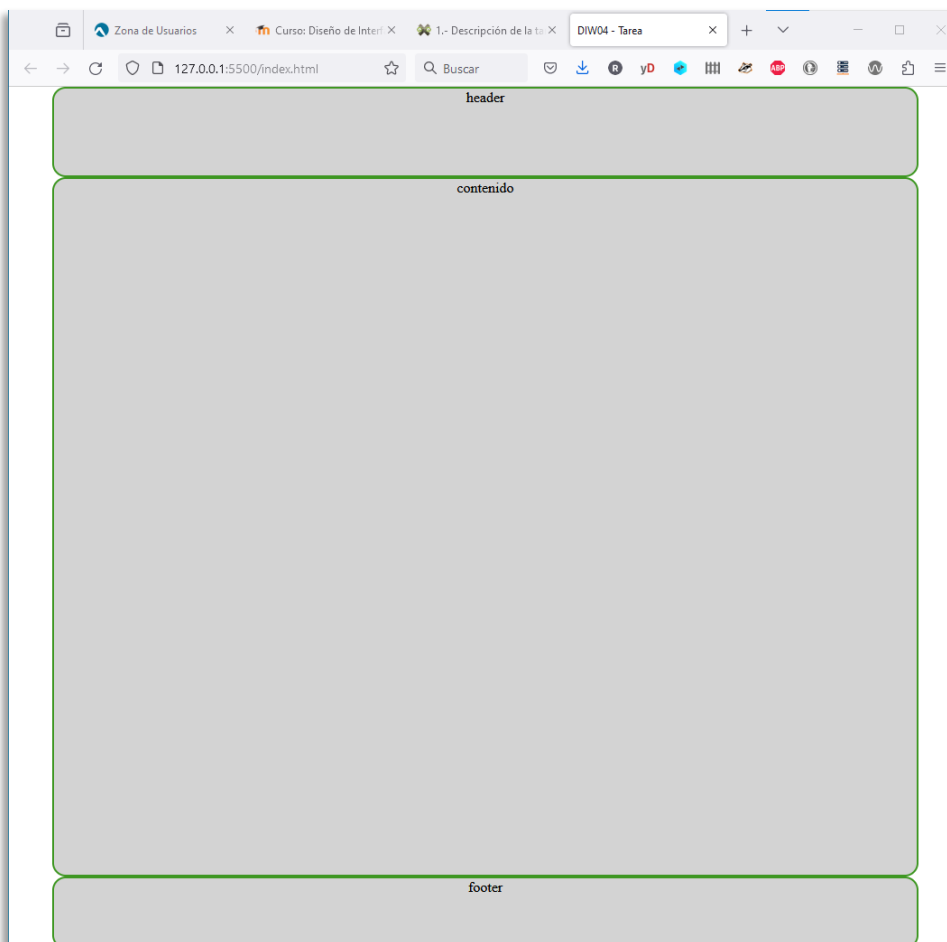 Zona de Usuarios
Curso: Diseño de Interf
1.- Descripción de la ta
DIW04 - Tarea
127.0.0.1:5500/index.html
Buscar
R
yD
ABP
header
contenido
footer